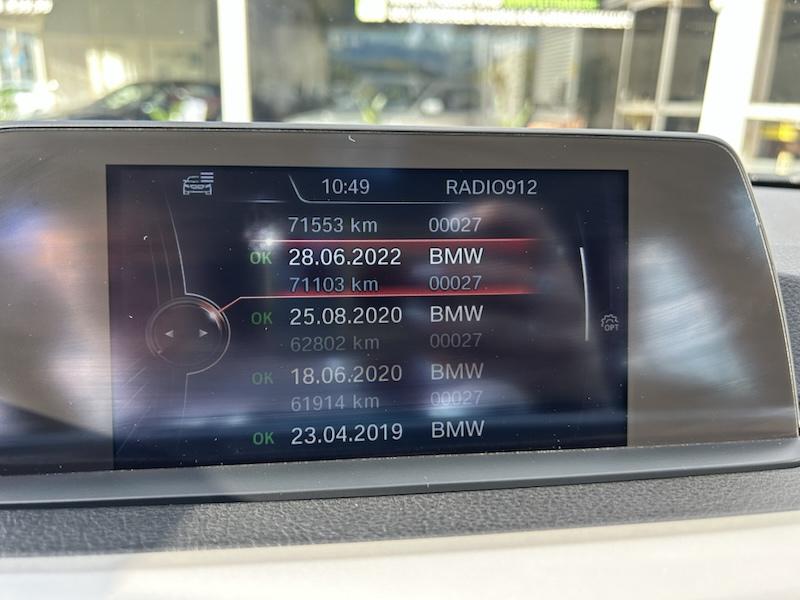 10:49 RADIO912
71553 km 00027
OK 28.06.2022 BMW
71103 km 00027
OK 25.08.2020 BMW
62802 km 00027
OPT
OK 18.06.2020 BMW
61914 km 00027
OK 23.04.2019 BMW